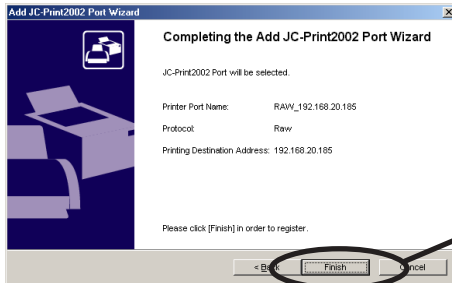 Add JC-Print2002 Port Wizard
Completing the Add JC-Print2002 Port Wizard
JC-Print2002 Port will be selected.
Printer Port Name: RAW_192.168.20.185
Protocol: Raw
Printing Destination Address: 192.168.20.185
Please click [Finish] in order to register.
< Back Finish Cancel